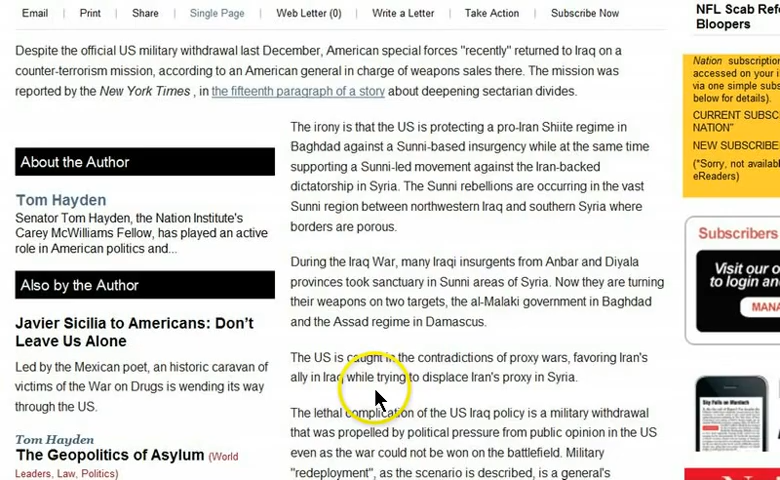 Email | Print | Share | Single Page | Web Letter (0) | Write a Letter | Take Action | Subscribe Now
Despite the official US military withdrawal last December, American special forces "recently" returned to Iraq on a
counter-terrorism mission, according to an American general in charge of weapons sales there. The mission was
reported by the New York Times , in the fifteenth paragraph of a story about deepening sectarian divides.
About the Author
Tom Hayden
Senator Tom Hayden, the Nation Institute's
Carey McWilliams Fellow, has played an active
role in American politics and...
Also by the Author
Javier Sicilia to Americans: Don't
Leave Us Alone
Led by the Mexican poet, an historic caravan of
victims of the War on Drugs is wending its way
through the US.
Tom Hayden
The Geopolitics of Asylum (World
Leaders, Law, Politics)
The irony is that the US is protecting a pro-Iran Shiite regime in
Baghdad against a Sunni-based insurgency while at the same time
supporting a Sunni-led movement against the Iran-backed
dictatorship in Syria. The Sunni rebellions are occurring in the vast
Sunni region between northwestern Iraq and southern Syria where
borders are porous.
During the Iraq War, many Iraqi insurgents from Anbar and Diyala
provinces took sanctuary in Sunni areas of Syria. Now they are turning
their weapons on two targets, the al-Malaki government in Baghdad
and the Assad regime in Damascus.
The US is caught in the contradictions of proxy wars, favoring Iran's
ally in Iraq while trying to displace Iran's proxy in Syria.
The lethal complication of the US Iraq policy is a military withdrawal
that was propelled by political pressure from public opinion in the US
even as the war could not be won on the battlefield. Military
"redeployment", as the scenario is described, is a general's
NFL Scab Ref
Bloopers
Nation subscription
accessed on your i
via one simple subs
below for details).
CURRENT SUBSC
NATION"
NEW SUBSCRIBE
(*Sorry, not availab
eReaders)
Subscribers
Visit our o
to login an
MANA